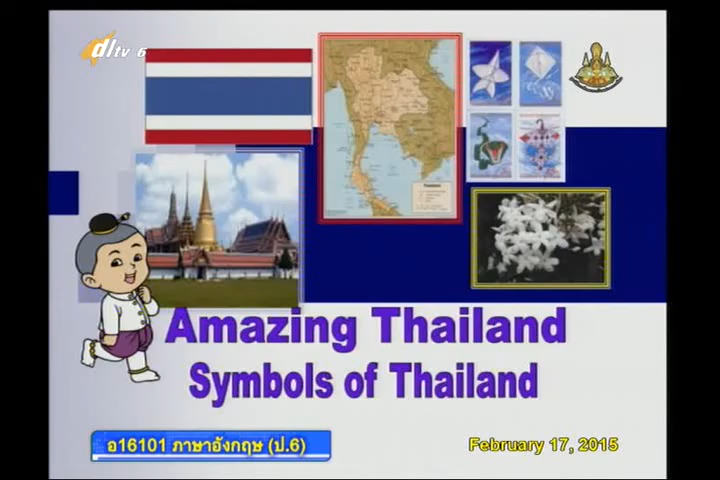 dltv 6
Thailand
Amazing Thailand
Symbols of Thailand
อ16101 ภาษาอังกฤษ (ป.6)
February 17, 2015